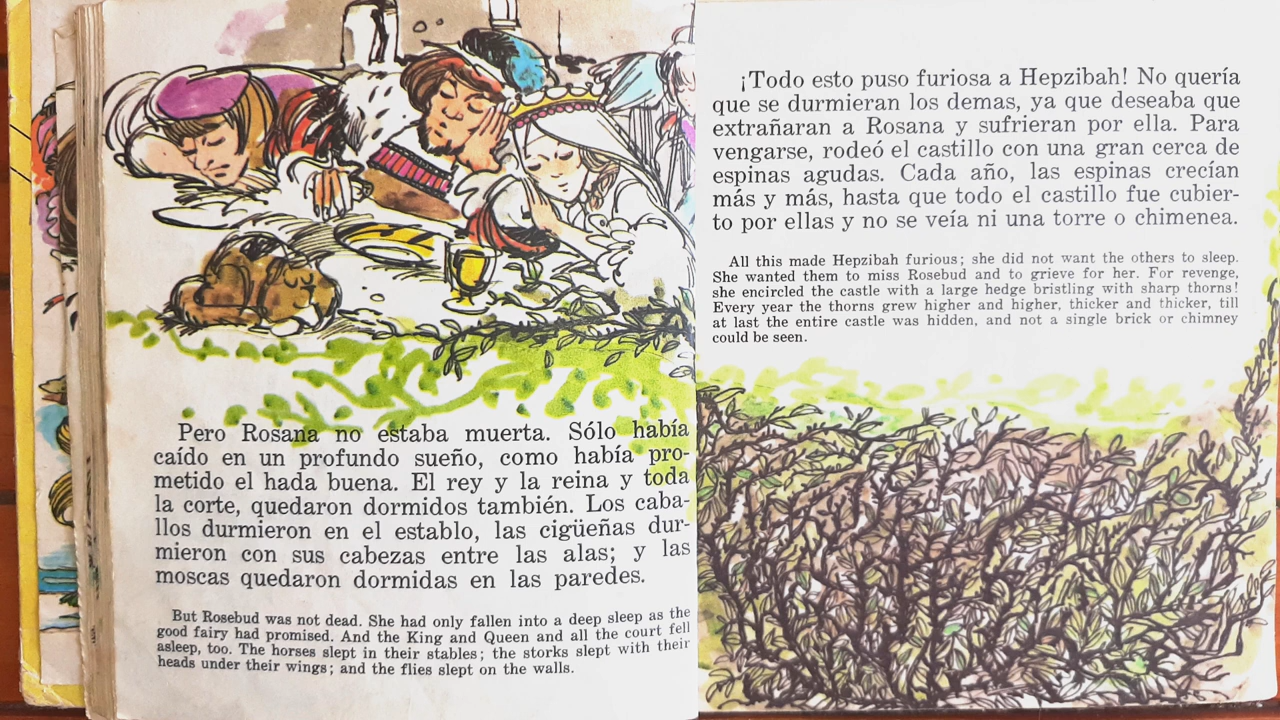 Pero Rosana no estaba muerta. Sólo había
caído en un profundo sueño, como había pro-
metido el hada buena. El rey y la reina y toda
la corte, quedaron dormidos también. Los caba-
llos durmieron en el establo, las cigüeñas dur-
mieron con sus cabezas entre las alas; y las
moscas quedaron dormidas en las paredes.
But Rosebud was not dead. She had only fallen into a deep sleep as the
good fairy had promised. And the King and Queen and all the court fell
asleep, too. The horses slept in their stables; the storks slept with their
heads under their wings; and the flies slept on the walls.
¡Todo esto puso furiosa a Hepzibah! No quería
que se durmieran los demas, ya que deseaba que
extrañaran a Rosana y sufrieran por ella. Para
vengarse, rodeó el castillo con una gran cerca de
espinas agudas. Cada año, las espinas crecían
más y más, hasta que todo el castillo fue cubier-
to por ellas y no se veía ni una torre o chimenea.
All this made Hepzibah furious; she did not want the others to sleep.
She wanted them to miss Rosebud and to grieve for her. For revenge,
she encircled the castle with a large hedge bristling with sharp thorns!
Every year the thorns grew higher and higher, thicker and thicker, till
at last the entire castle was hidden, and not a single brick or chimney
could be seen.